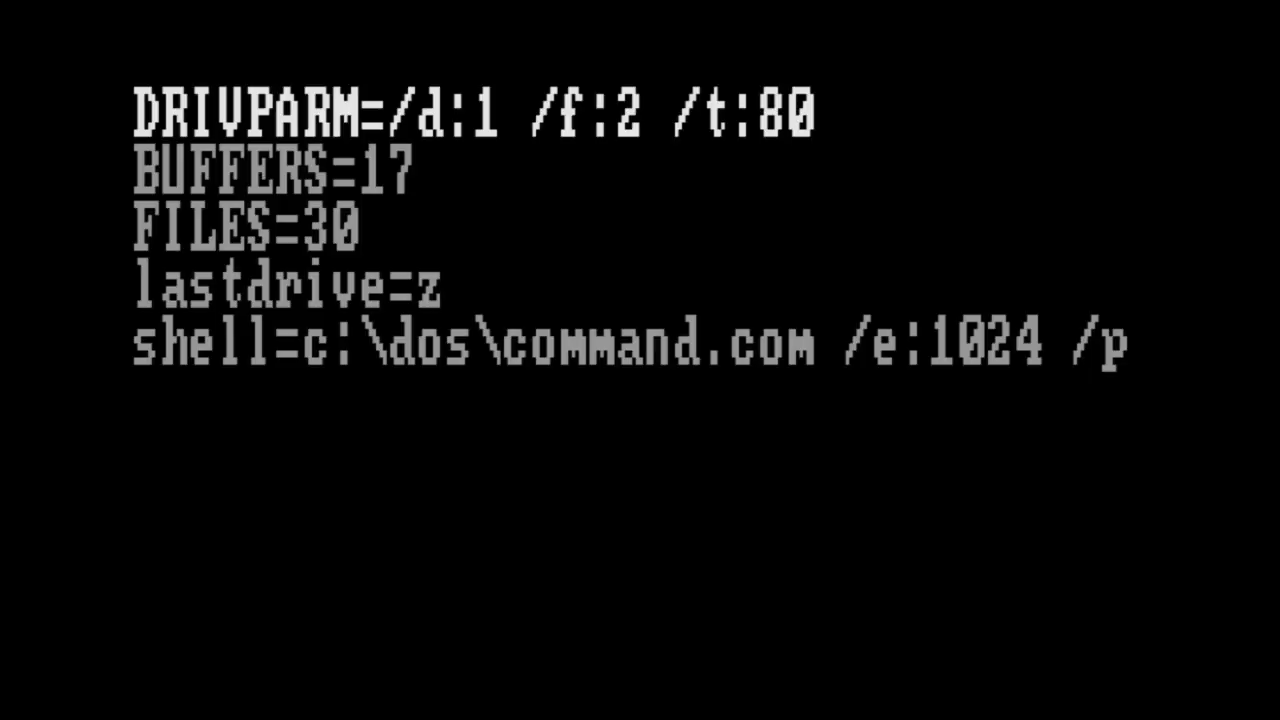 DRIVPARM=/d:1 /f:2 /t:80
BUFFERS=17
FILES=30
lastdrive=z
shell=c:\dos\command.com /e:1024 /p